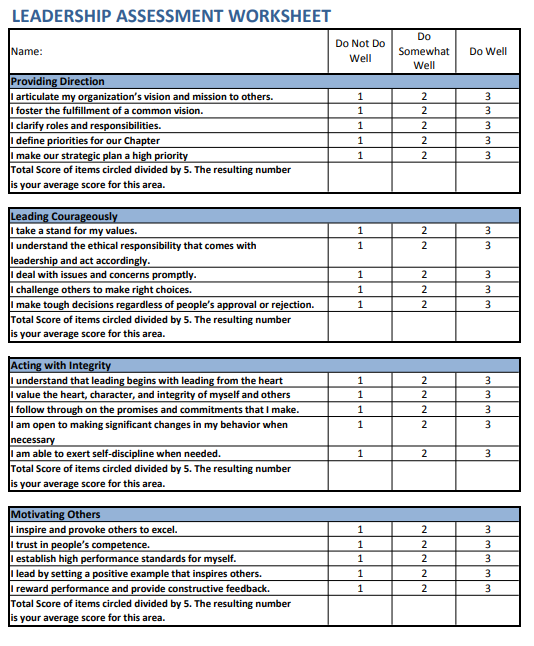 LEADERSHIP ASSESSMENT WORKSHEET
Name:
Do Not Do
Well
Do
Somewhat
Well
Do Well
Providing Direction
I articulate my organization's vision and mission to others. 1 2 3
I foster the fulfillment of a common vision. 1 2 3
I clarify roles and responsibilities. 1 2 3
I define priorities for our Chapter 1 2 3
I make our strategic plan a high priority 1 2 3
Total Score of items circled divided by 5. The resulting number
is your average score for this area.
Leading Courageously
I take a stand for my values. 1 2 3
I understand the ethical responsibility that comes with 1 2 3
leadership and act accordingly.
I deal with issues and concerns promptly. 1 2 3
I challenge others to make right choices. 1 2 3
I make tough decisions regardless of people's approval or rejection. 1 2 3
Total Score of items circled divided by 5. The resulting number
is your average score for this area.
Acting with Integrity
I understand that leading begins with leading from the heart 1 2 3
I value the heart, character, and integrity of myself and others 1 2 3
I follow through on the promises and commitments that I make. 1 2 3
I am open to making significant changes in my behavior when 1 2 3
necessary
I am able to exert self-discipline when needed. 1 2 3
Total Score of items circled divided by 5. The resulting number
is your average score for this area.
Motivating Others
I inspire and provoke others to excel. 1 2 3
I trust in people's competence. 1 2 3
I establish high performance standards for myself. 1 2 3
I lead by setting a positive example that inspires others. 1 2 3
I reward performance and provide constructive feedback. 1 2 3
Total Score of items circled divided by 5. The resulting number
is your average score for this area.